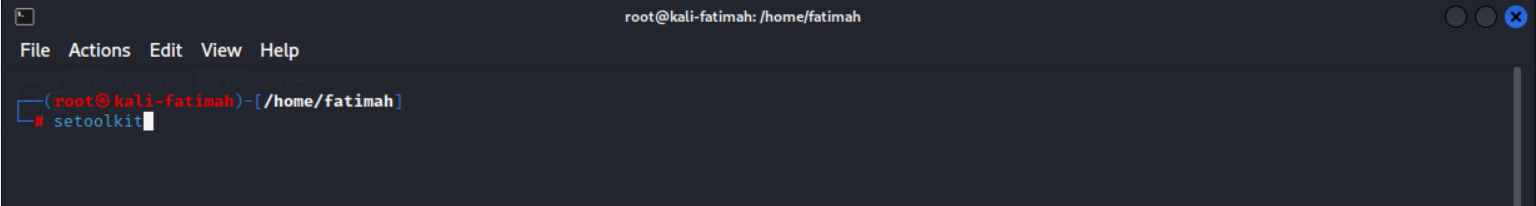 root@kali-fatimah: /home/fatimah
File Actions Edit View Help
(root㉿kali-fatimah)-[/home/fatimah]
# setoolkit